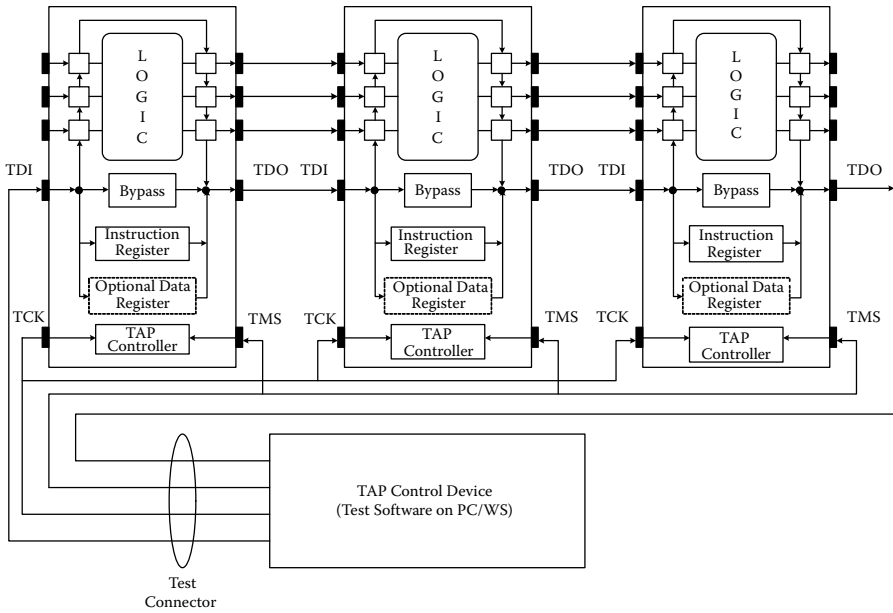 L
O
G
I
C
L
O
G
I
C
L
O
G
I
C
TDI
Bypass
TDO
TDI
Bypass
TDO
TDI
Bypass
TDO
Instruction
Register
Instruction
Register
Instruction
Register
Optional Data
Register
Optional Data
Register
Optional Data
Register
TCK
TAP
Controller
TMS
TCK
TAP
Controller
TMS
TCK
TAP
Controller
TMS
TAP Control Device
(Test Software on PC/WS)
Test
Connector